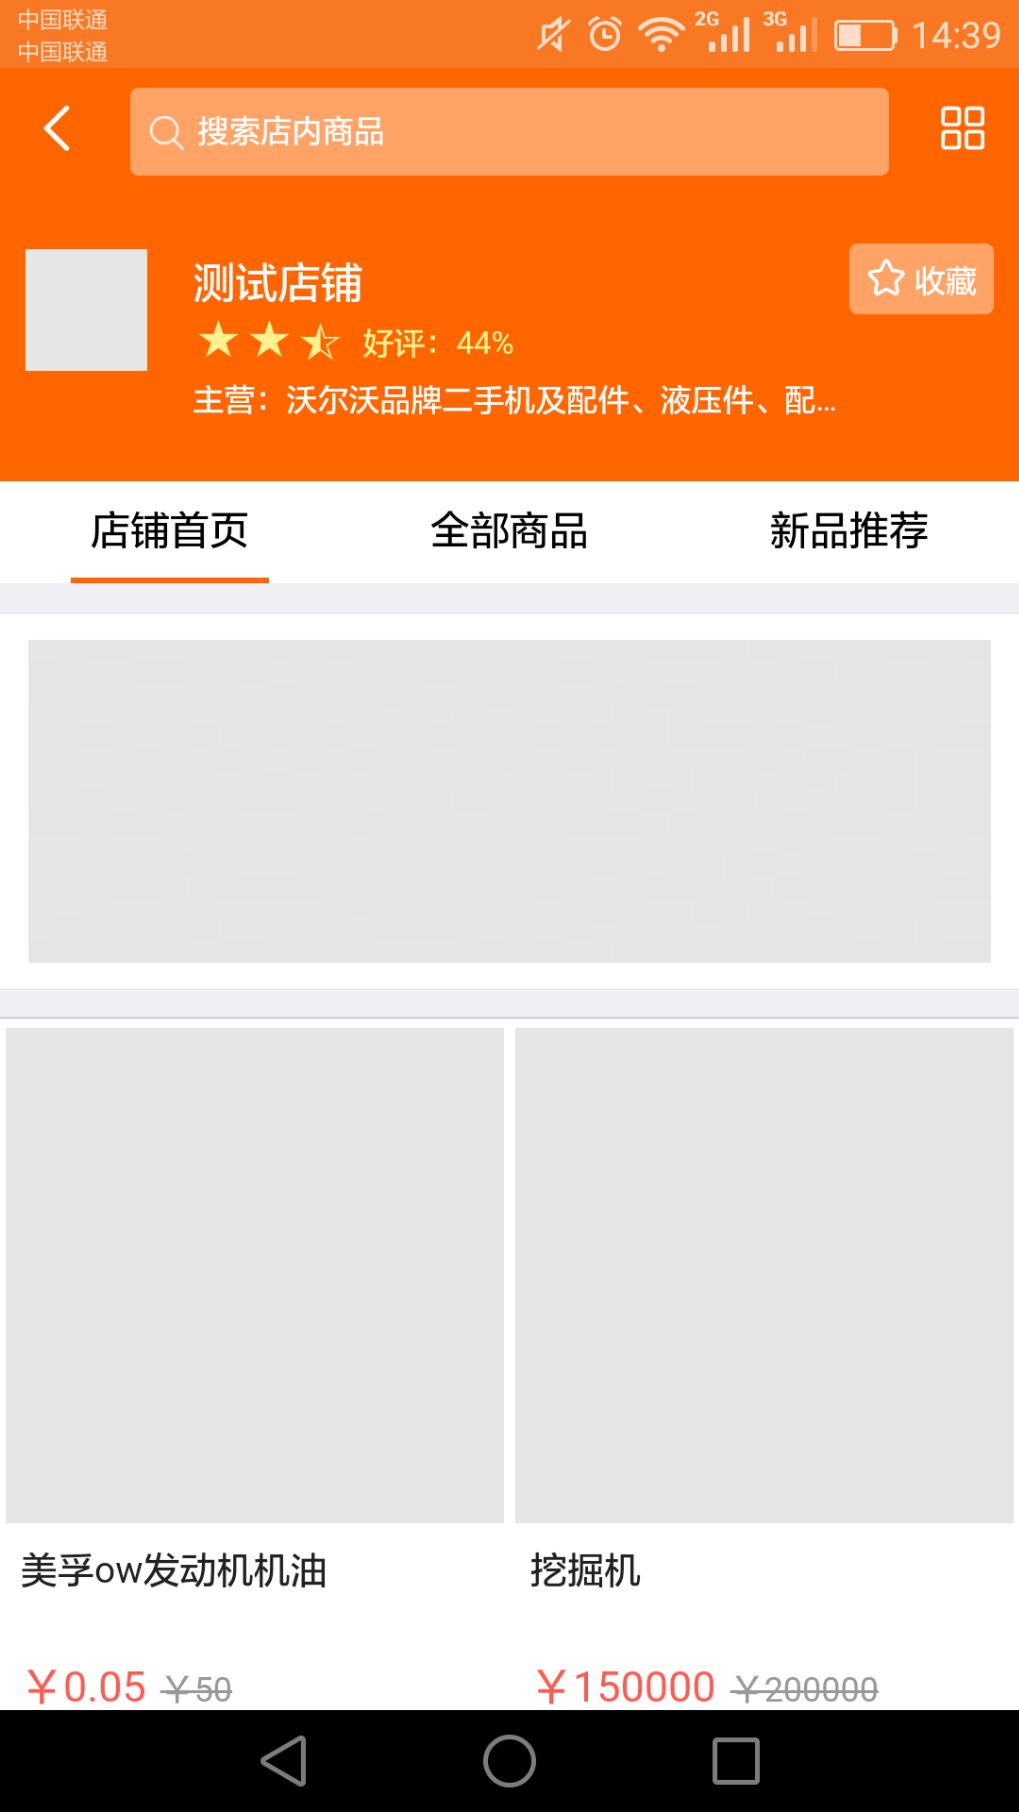 中国联通
中国联通
2G 3G 14:39
搜索店内商品
测试店铺
收藏
好评：44%
主营：沃尔沃品牌二手机及配件、液压件、配...
店铺首页 全部商品 新品推荐
美孚ow发动机机油 挖掘机
￥0.05 ￥50 ￥150000 ￥200000